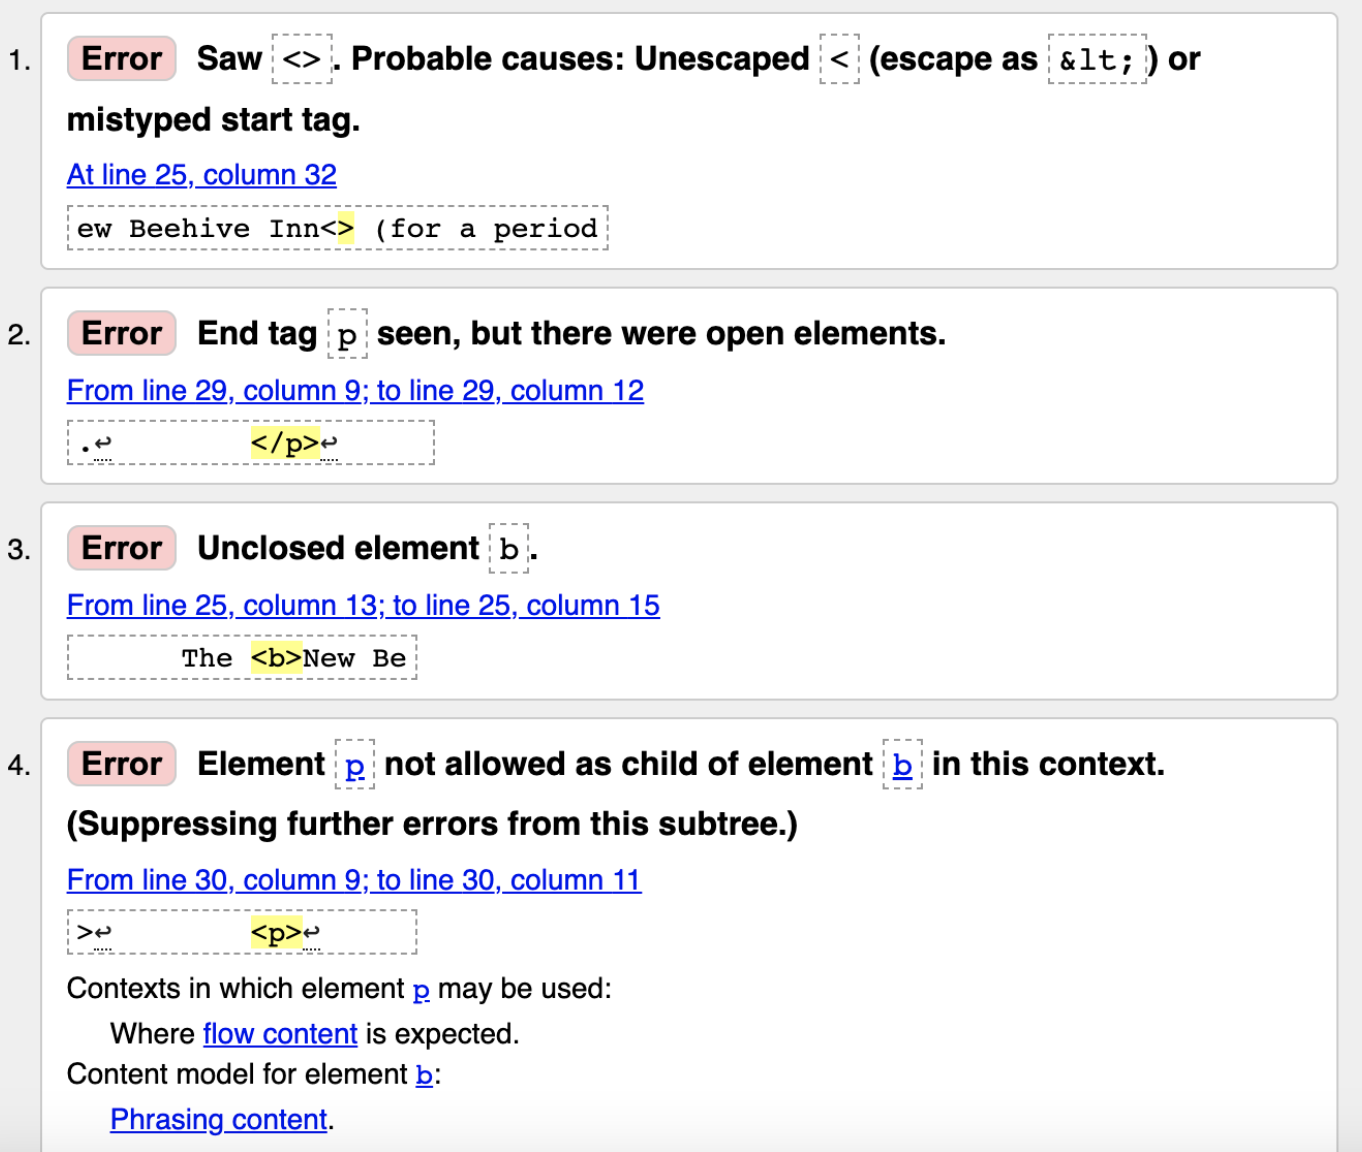 1. Error Saw <>. Probable causes: Unescaped < (escape as &lt;) or
mistyped start tag.
At line 25, column 32
ew Beehive Inn<> (for a period
2. Error End tag p seen, but there were open elements.
From line 29, column 9; to line 29, column 12
.↩ </p>↩
3. Error Unclosed element b.
From line 25, column 13; to line 25, column 15
The <b>New Be
4. Error Element p not allowed as child of element b in this context.
(Suppressing further errors from this subtree.)
From line 30, column 9; to line 30, column 11
>↩ <p>↩
Contexts in which element p may be used:
Where flow content is expected.
Content model for element b:
Phrasing content.